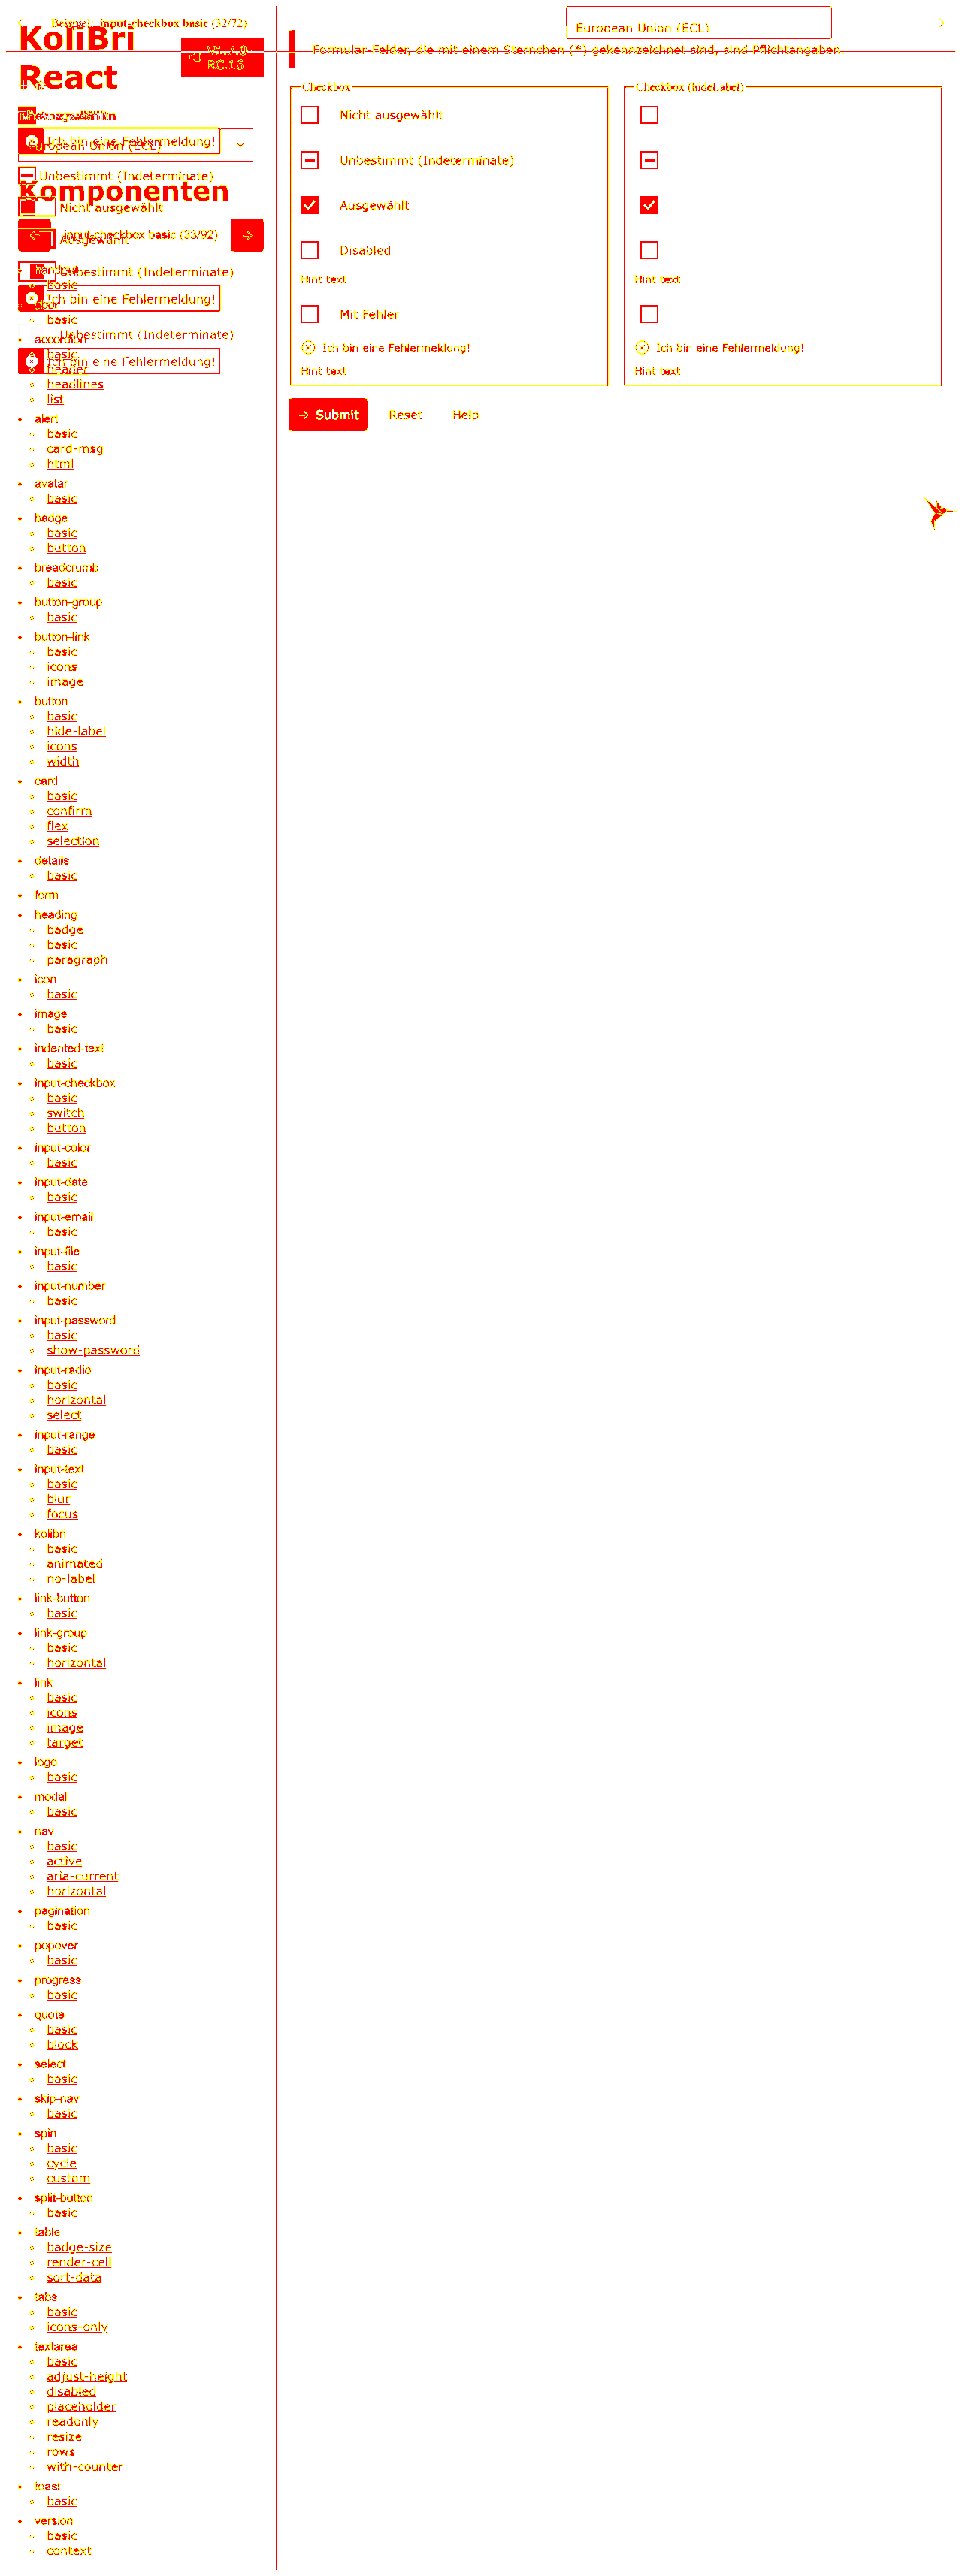 Beispiel: input-checkbox basic (32/72)
European Union (ECL)
KoliBri
React
V1.7.0-
RC.16
Formular-Felder, die mit einem Sternchen (*) gekennzeichnet sind, sind Pflichtangaben.
Ich bin eine Fehlermeldung!
European Union (ECL)
Unbestimmt (Indeterminate)
Komponenten
Nicht ausgewählt
input-checkbox basic (33/92)
Ausgewählt
Unbestimmt (Indeterminate)
handout
basic
Ich bin eine Fehlermeldung!
basic
Unbestimmt (Indeterminate)
accordion
basic
Ich bin eine Fehlermeldung!
header
headlines
list
alert
basic
card-msg
html
avatar
basic
badge
basic
button
breadcrumb
basic
button-group
basic
button-link
basic
icons
image
button
basic
hide-label
icons
width
card
basic
confirm
flex
selection
details
basic
form
heading
badge
basic
paragraph
icon
basic
image
basic
indented-text
basic
input-checkbox
basic
switch
button
input-color
basic
input-date
basic
input-email
basic
input-file
basic
input-number
basic
input-password
basic
show-password
input-radio
basic
horizontal
select
input-range
basic
input-text
basic
blur
focus
kolibri
basic
animated
no-label
link-button
basic
link-group
basic
horizontal
link
basic
icons
image
target
logo
basic
modal
basic
nav
basic
active
aria-current
horizontal
pagination
basic
popover
basic
progress
basic
quote
basic
block
select
basic
skip-nav
basic
spin
basic
cycle
custom
split-button
basic
table
badge-size
render-cell
sort-data
tabs
basic
icons-only
textarea
basic
adjust-height
disabled
placeholder
readonly
resize
rows
with-counter
toast
basic
version
basic
context
Checkbox
Nicht ausgewählt
Unbestimmt (Indeterminate)
Ausgewählt
Disabled
Hint text
Mit Fehler
Ich bin eine Fehlermeldung!
Hint text
Checkbox (hideLabel)
Hint text
Ich bin eine Fehlermeldung!
Hint text
Submit
Reset
Help